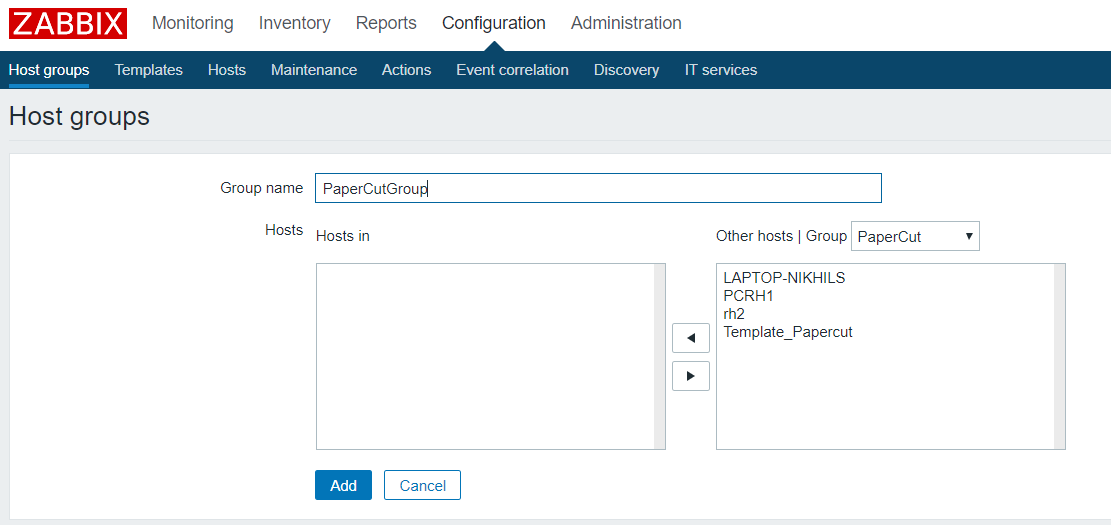 ZABBIX Monitoring Inventory Reports Configuration Administration
Host groups Templates Hosts Maintenance Actions Event correlation Discovery IT services
Host groups
Group name PaperCutGroup
Hosts Hosts in Other hosts | Group PaperCut
LAPTOP-NIKHILS
PCRH1
rh2
Template_Papercut
Add Cancel